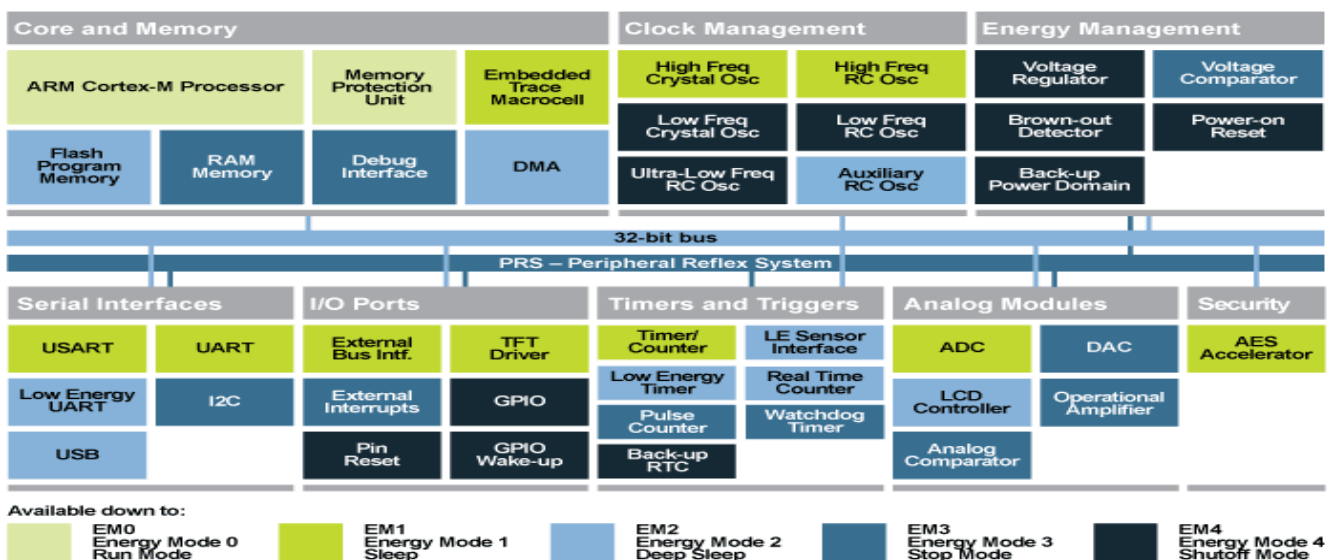 Core and Memory
Clock Management
Energy Management
ARM Cortex-M Processor
Memory
Protection
Unit
Embedded
Trace
Macrocell
High Freq
Crystal Osc
High Freq
RC Osc
Voltage
Regulator
Voltage
Comparator
Low Freq
Crystal Osc
Low Freq
RC Osc
Brown-out
Detector
Power-on
Reset
Flash
Program
Memory
RAM
Memory
Debug
Interface
DMA
Ultra-Low Freq
RC Osc
Auxiliary
RC Osc
Back-up
Power Domain
32-bit bus
PRS – Peripheral Reflex System
Serial Interfaces
I/O Ports
Timers and Triggers
Analog Modules
Security
USART
UART
External
Bus Intf.
TFT
Driver
Timer/
Counter
LE Sensor
Interface
ADC
DAC
AES
Accelerator
Low Energy
UART
I2C
External
Interrupts
GPIO
Low Energy
Timer
Real Time
Counter
LCD
Controller
Operational
Amplifier
USB
Pin
Reset
GPIO
Wake-up
Pulse
Counter
Watchdog
Timer
Back-up
RTC
Analog
Comparator
Available down to:
EM0
Energy Mode 0
Run Mode
EM1
Energy Mode 1
Sleep
EM2
Energy Mode 2
Deep Sleep
EM3
Energy Mode 3
Stop Mode
EM4
Energy Mode 4
Shutoff Mode